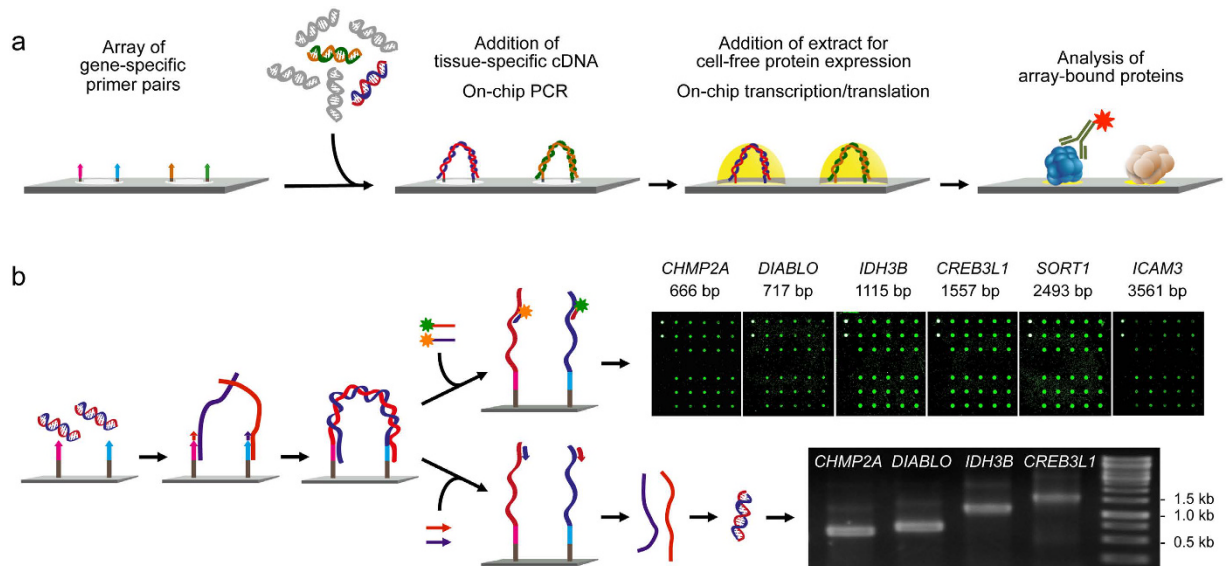 a
Array of
gene-specific
primer pairs
Addition of
tissue-specific cDNA
On-chip PCR
Addition of extract for
cell-free protein expression
On-chip transcription/translation
Analysis of
array-bound proteins
b
CHMP2A DIABLO IDH3B CREB3L1 SORT1 ICAM3
666 bp 717 bp 1115 bp 1557 bp 2493 bp 3561 bp
CHMP2A DIABLO IDH3B CREB3L1
- 1.5 kb
- 1.0 kb
- 0.5 kb